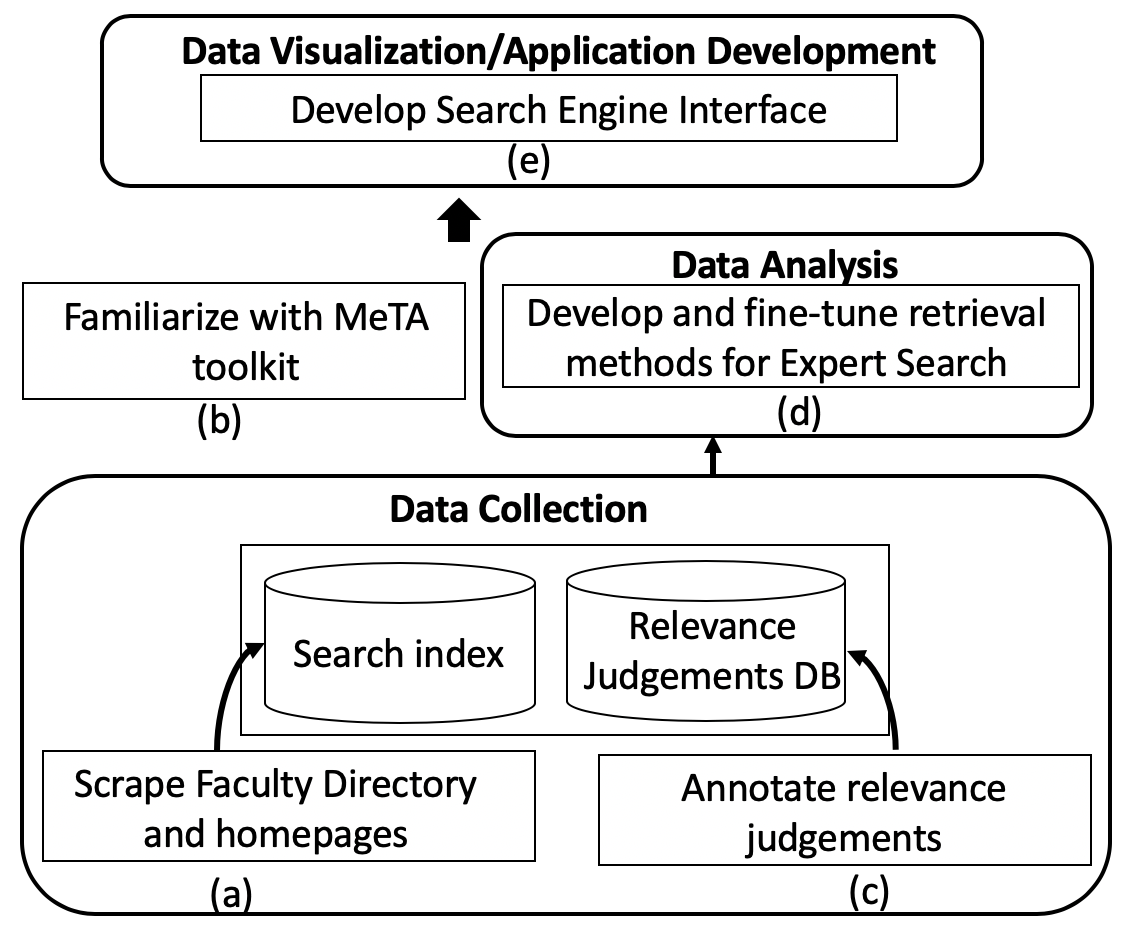 Data Visualization/Application Development
Develop Search Engine Interface
(e)
Familiarize with MeTA
toolkit
(b)
Data Analysis
Develop and fine-tune retrieval
methods for Expert Search
(d)
Data Collection
Search index
Relevance
Judgements DB
Scrape Faculty Directory
and homepages
(a)
Annotate relevance
judgements
(c)